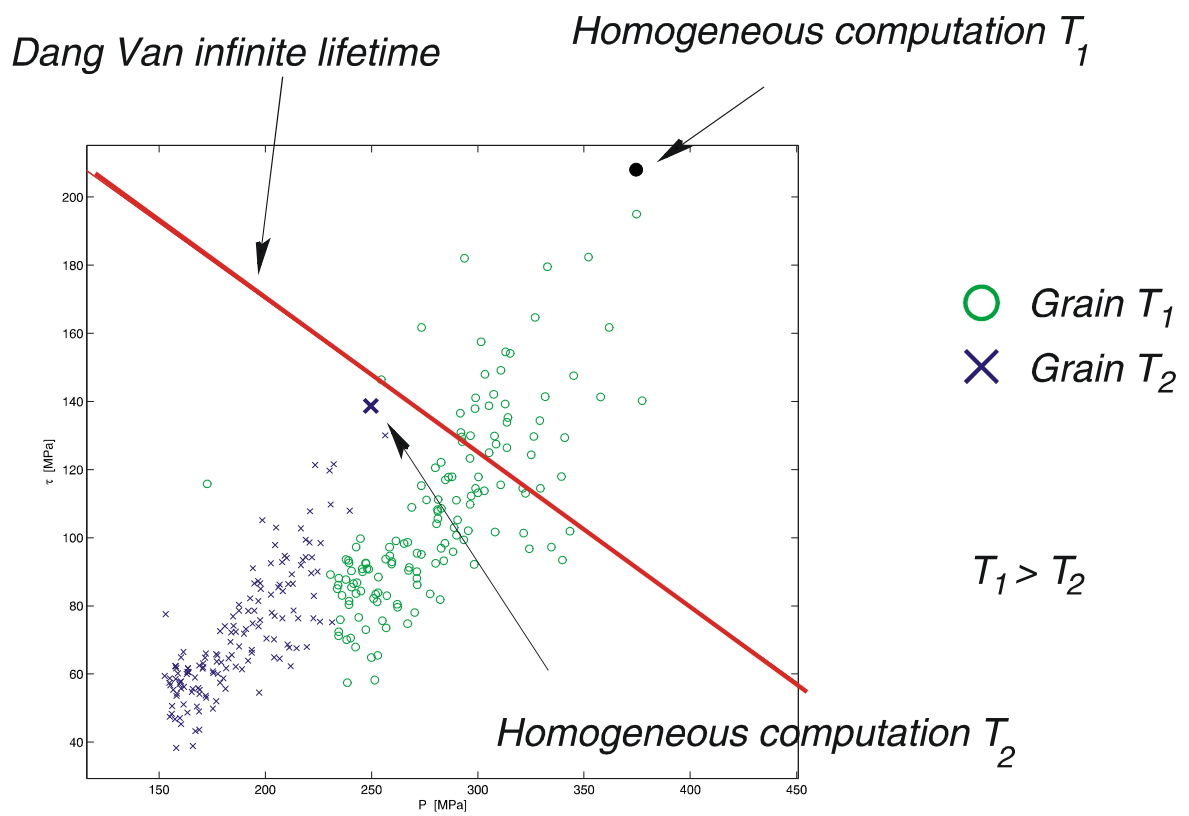 Homogeneous computation T1
Dang Van infinite lifetime
200
180
160
140
120
100
80
60
40
τ [MPa]
150
200
250
300
350
400
450
P [MPa]
Grain T1
Grain T2
T1 > T2
Homogeneous computation T2